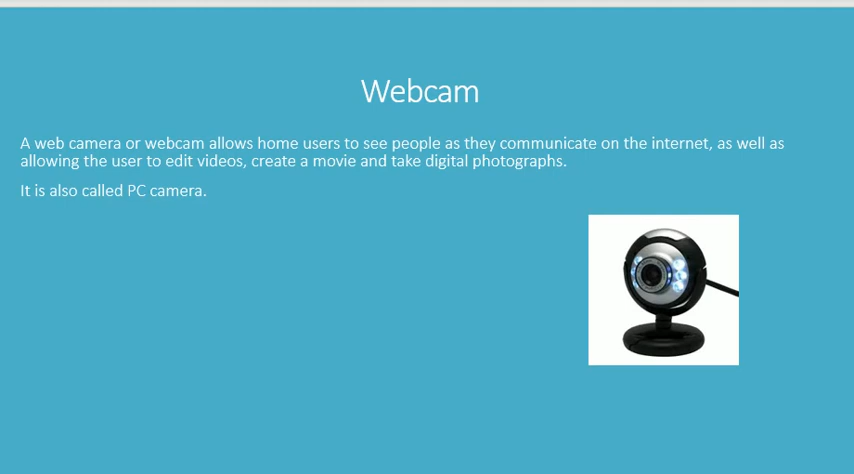 Webcam
A web camera or webcam allows home users to see people as they communicate on the internet, as well as
allowing the user to edit videos, create a movie and take digital photographs.
It is also called PC camera.